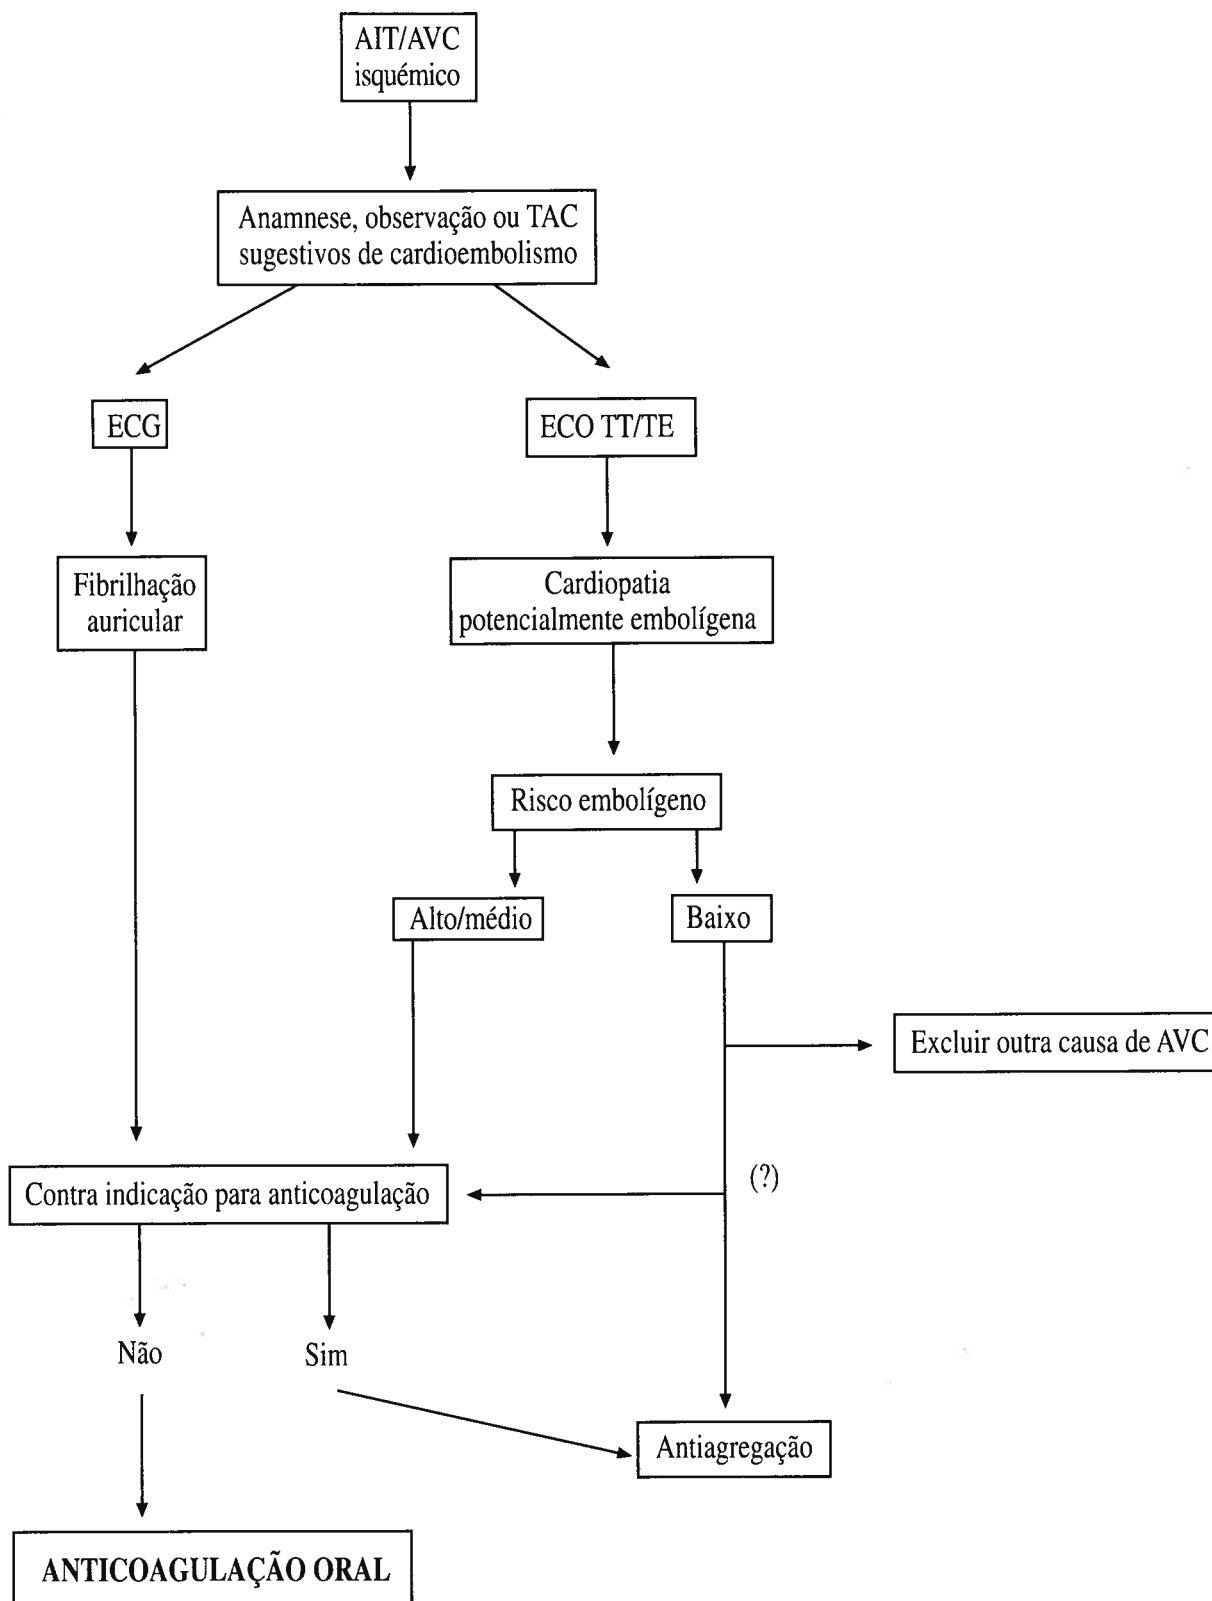 AIT/AVC
isquémico
Anamnese, observação ou TAC
sugestivos de cardioembolismo
ECG
ECO TT/TE
Fibrilhação
auricular
Cardiopatia
potencialmente embolígena
Risco embolígeno
Alto/médio
Baixo
Excluir outra causa de AVC
(?)
Contra indicação para anticoagulação
Não
Sim
Antiagregação
ANTICOAGULAÇÃO ORAL